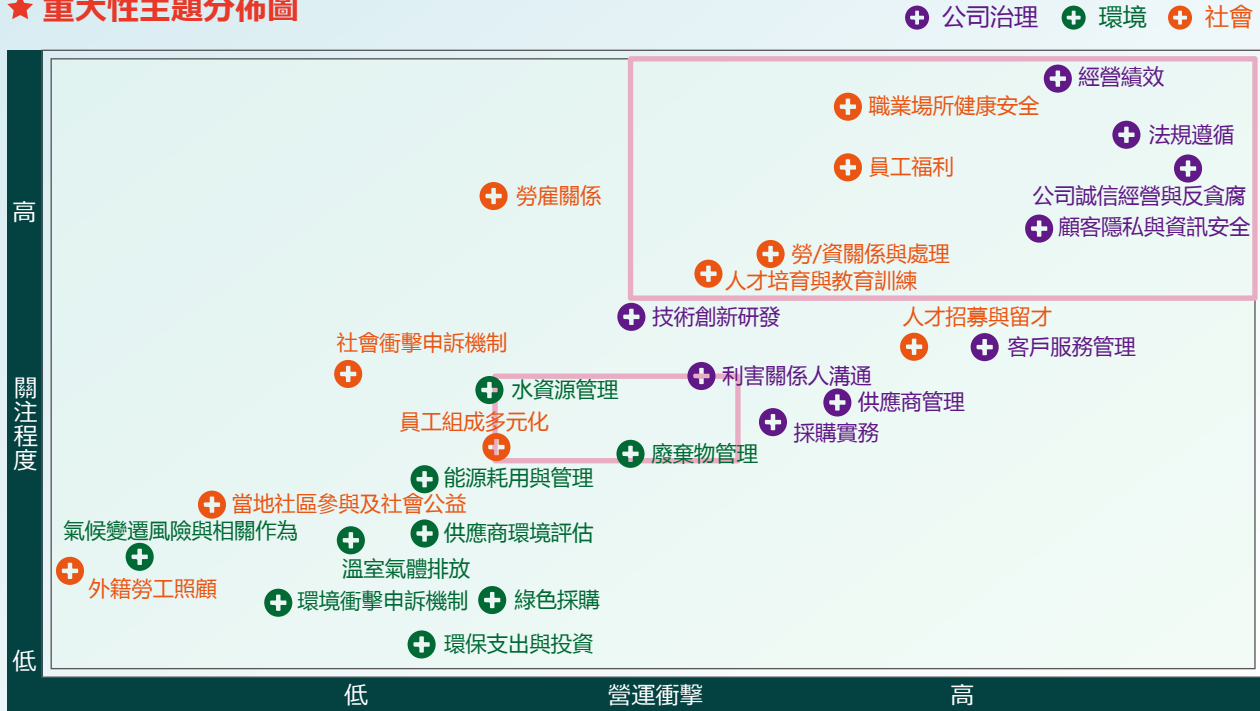 重大性主題分佈圖
公司治理 環境 社會
經營績效
職業場所健康安全
法規遵循
員工福利
公司誠信經營與反貪腐
勞雇關係
高
顧客隱私與資訊安全
勞/資關係與處理
人才培育與教育訓練
技術創新研發
人才招募與留才
社會衝擊申訴機制
客戶服務管理
利害關係人溝通
水資源管理
供應商管理
員工組成多元化
採購實務
關注程度
廢棄物管理
能源耗用與管理
當地社區參與及社會公益
氣候變遷風險與相關作為
供應商環境評估
溫室氣體排放
外籍勞工照顧
環境衝擊申訴機制
綠色採購
環保支出與投資
低
低 營運衝擊 高